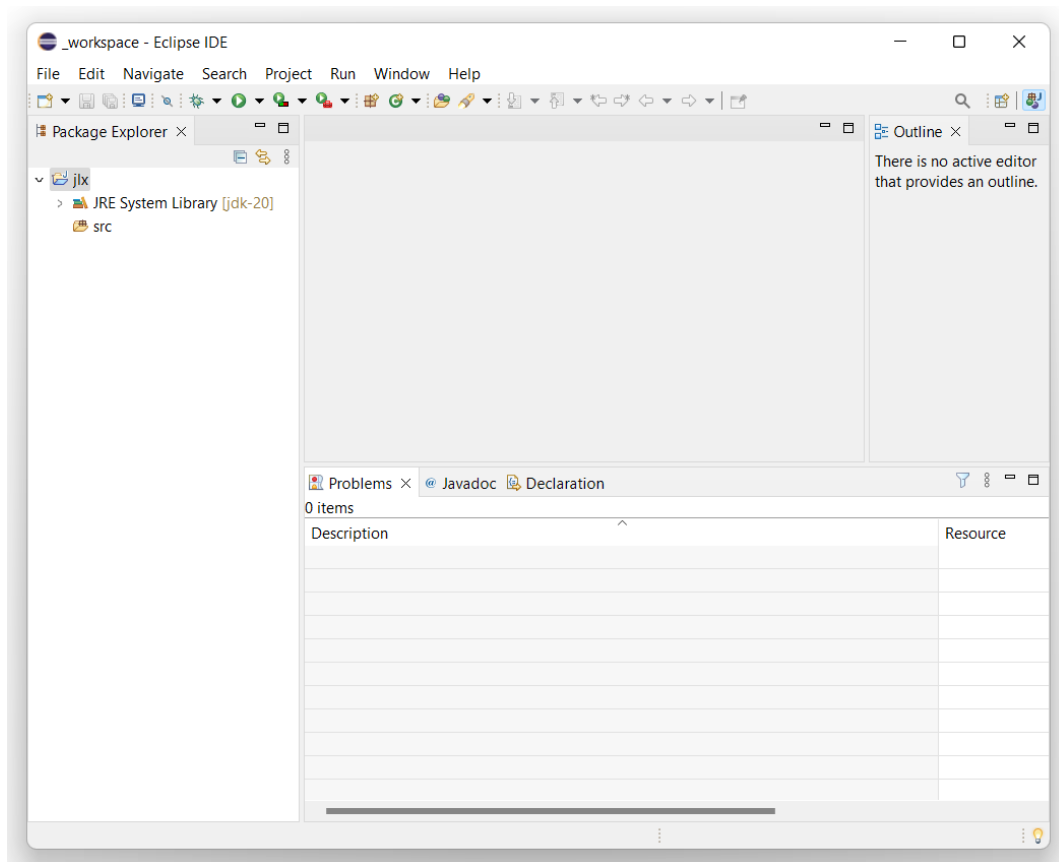 _workspace - Eclipse IDE
File Edit Navigate Search Project Run Window Help
Package Explorer
jlx
JRE System Library [jdk-20]
src
Outline
There is no active editor
that provides an outline.
Problems @ Javadoc Declaration
0 items
Description Resource